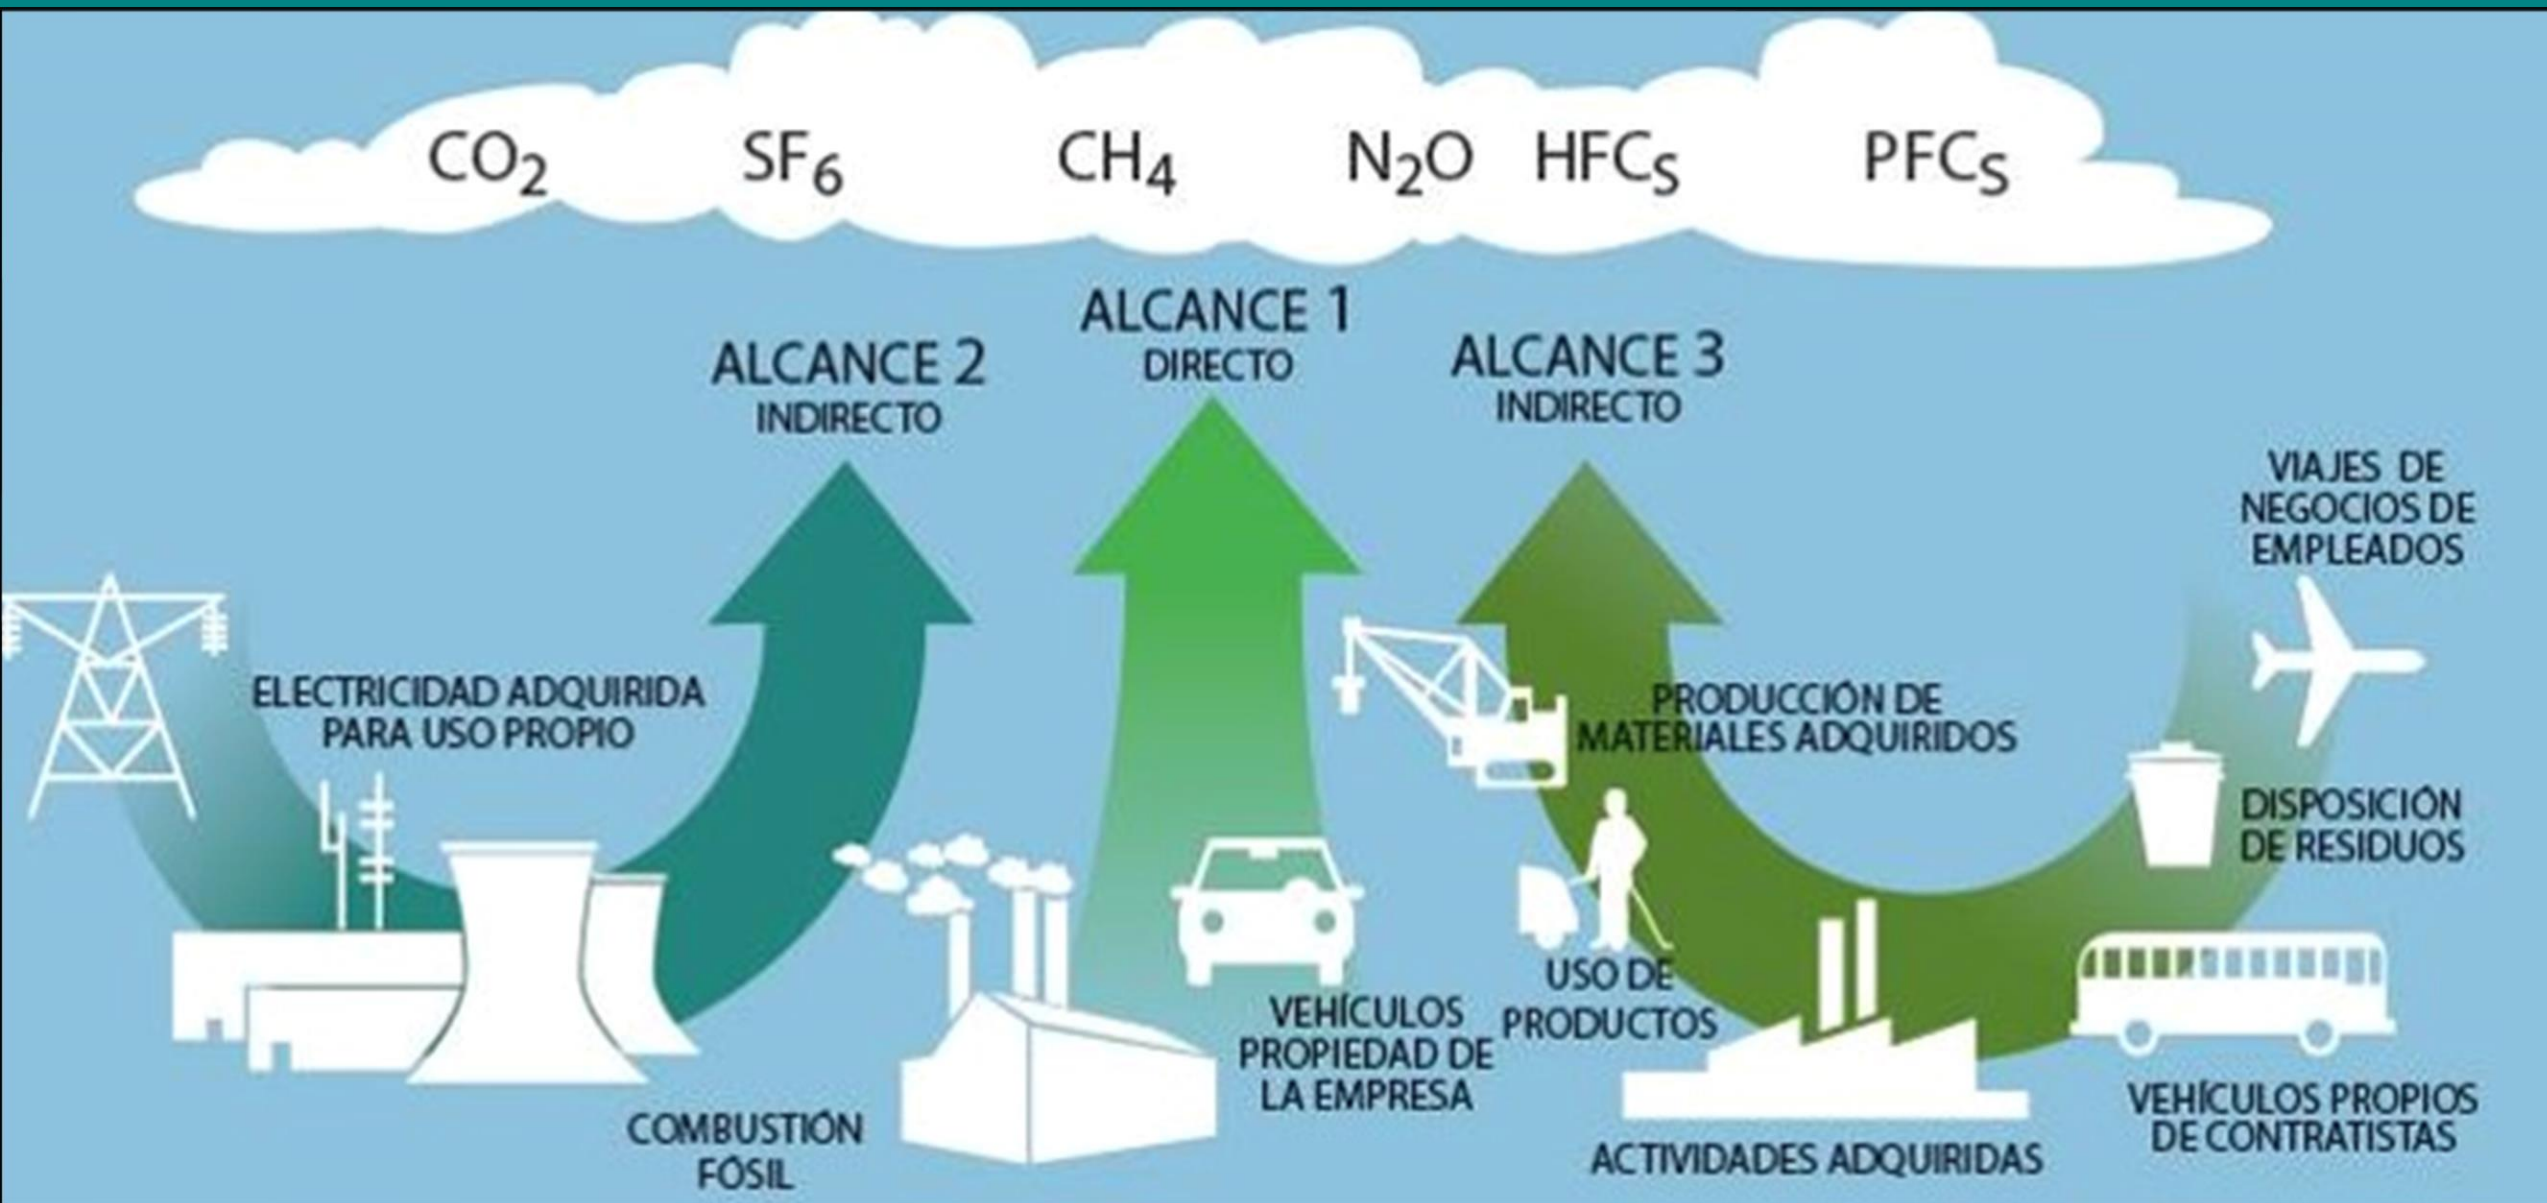 CO₂ SF₆ CH₄ N₂O HFCS PFCS
ALCANCE 2
INDIRECTO
ALCANCE 1
DIRECTO
ALCANCE 3
INDIRECTO
ELECTRICIDAD ADQUIRIDA
PARA USO PROPIO
COMBUSTIÓN
FÓSIL
VEHÍCULOS
PROPIEDAD DE
LA EMPRESA
PRODUCCIÓN DE
MATERIALES ADQUIRIDOS
USO DE
PRODUCTOS
ACTIVIDADES ADQUIRIDAS
VIAJES DE
NEGOCIOS DE
EMPLEADOS
DISPOSICIÓN
DE RESIDUOS
VEHÍCULOS PROPIOS
DE CONTRATISTAS